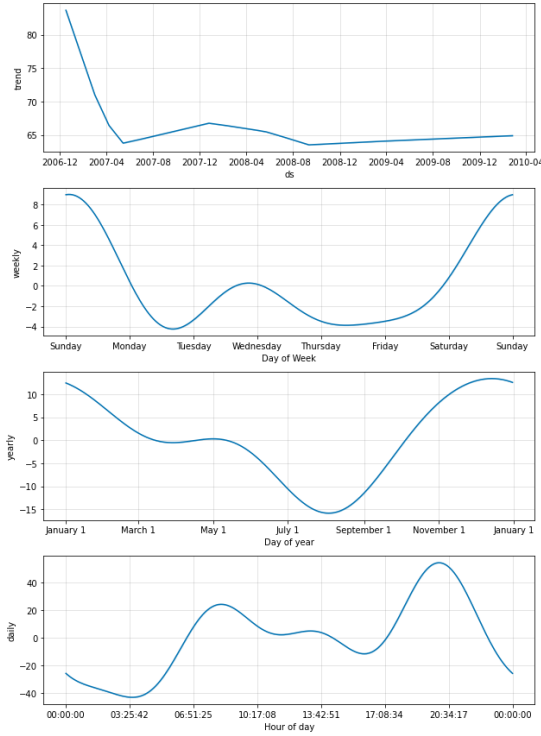 80
75
70
65
trend
2006-12 2007-04 2007-08 2007-12 2008-04 2008-08 2008-12 2009-04 2009-08 2009-12 2010-04
ds
8
6
4
2
0
−2
−4
weekly
Sunday Monday Tuesday Wednesday Thursday Friday Saturday Sunday
Day of Week
10
5
0
−5
−10
−15
yearly
January 1 March 1 May 1 July 1 September 1 November 1 January 1
Day of year
40
20
0
−20
−40
daily
00:00:00 03:25:42 06:51:25 10:17:08 13:42:51 17:08:34 20:34:17 00:00:00
Hour of day